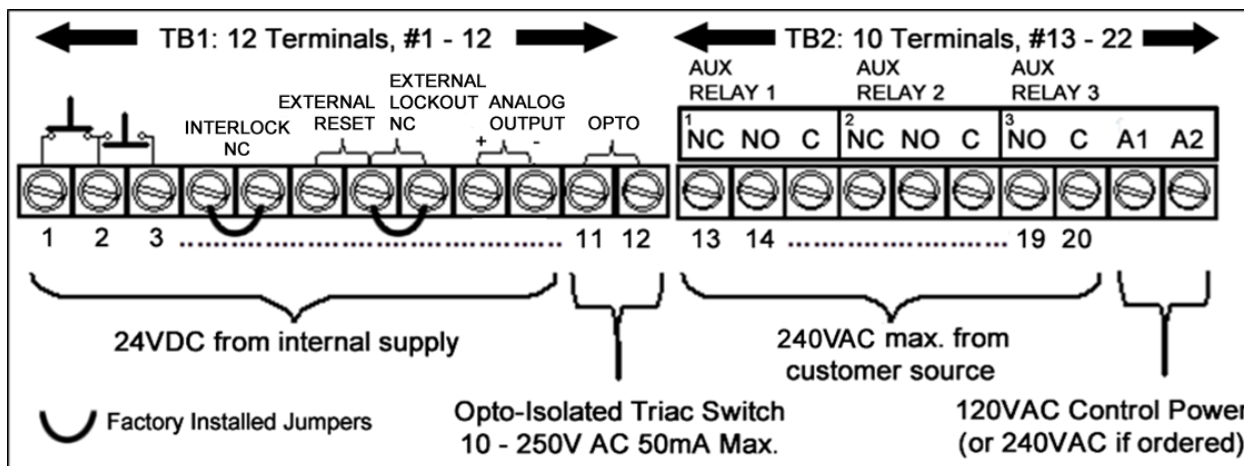 TB1: 12 Terminals, #1 - 12
TB2: 10 Terminals, #13 - 22
INTERLOCK
NC
EXTERNAL
RESET
EXTERNAL
LOCKOUT
NC
ANALOG
OUTPUT
+ -
OPTO
AUX
RELAY 1
AUX
RELAY 2
AUX
RELAY 3
1 NC NO C
2 NC NO C
3 NO C A1 A2
1 2 3 ........................................ 11 12
13 14 ........................ 19 20
24VDC from internal supply
240VAC max. from
customer source
Factory Installed Jumpers
Opto-Isolated Triac Switch
10 - 250V AC 50mA Max.
120VAC Control Power
(or 240VAC if ordered)